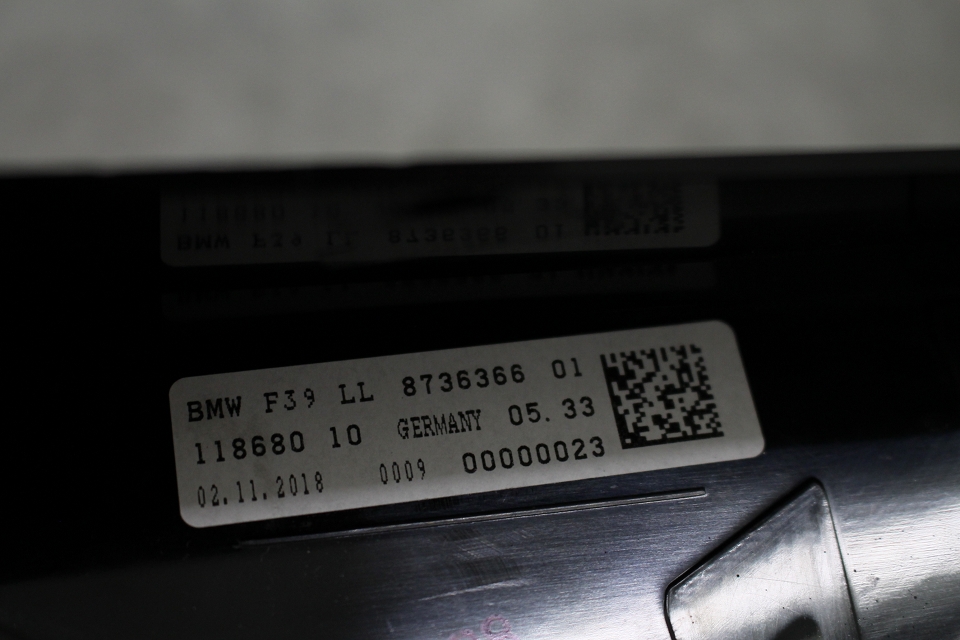 BMW F39 LL 8736366 01
118680 10 GERMANY 05.33
02.11.2018 0009 00000023